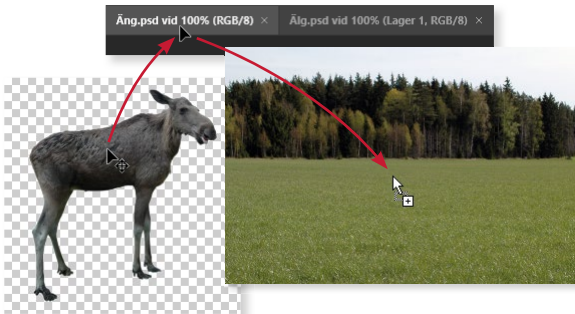 Äng.psd vid 100% (RGB/8) ×
Älg.psd vid 100% (Lager 1, RGB/8) ×